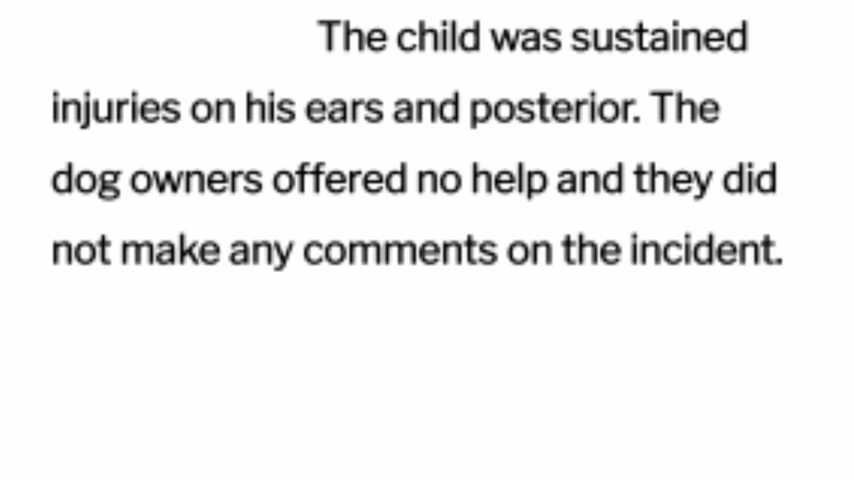 The child was sustained
injuries on his ears and posterior. The
dog owners offered no help and they did
not make any comments on the incident.